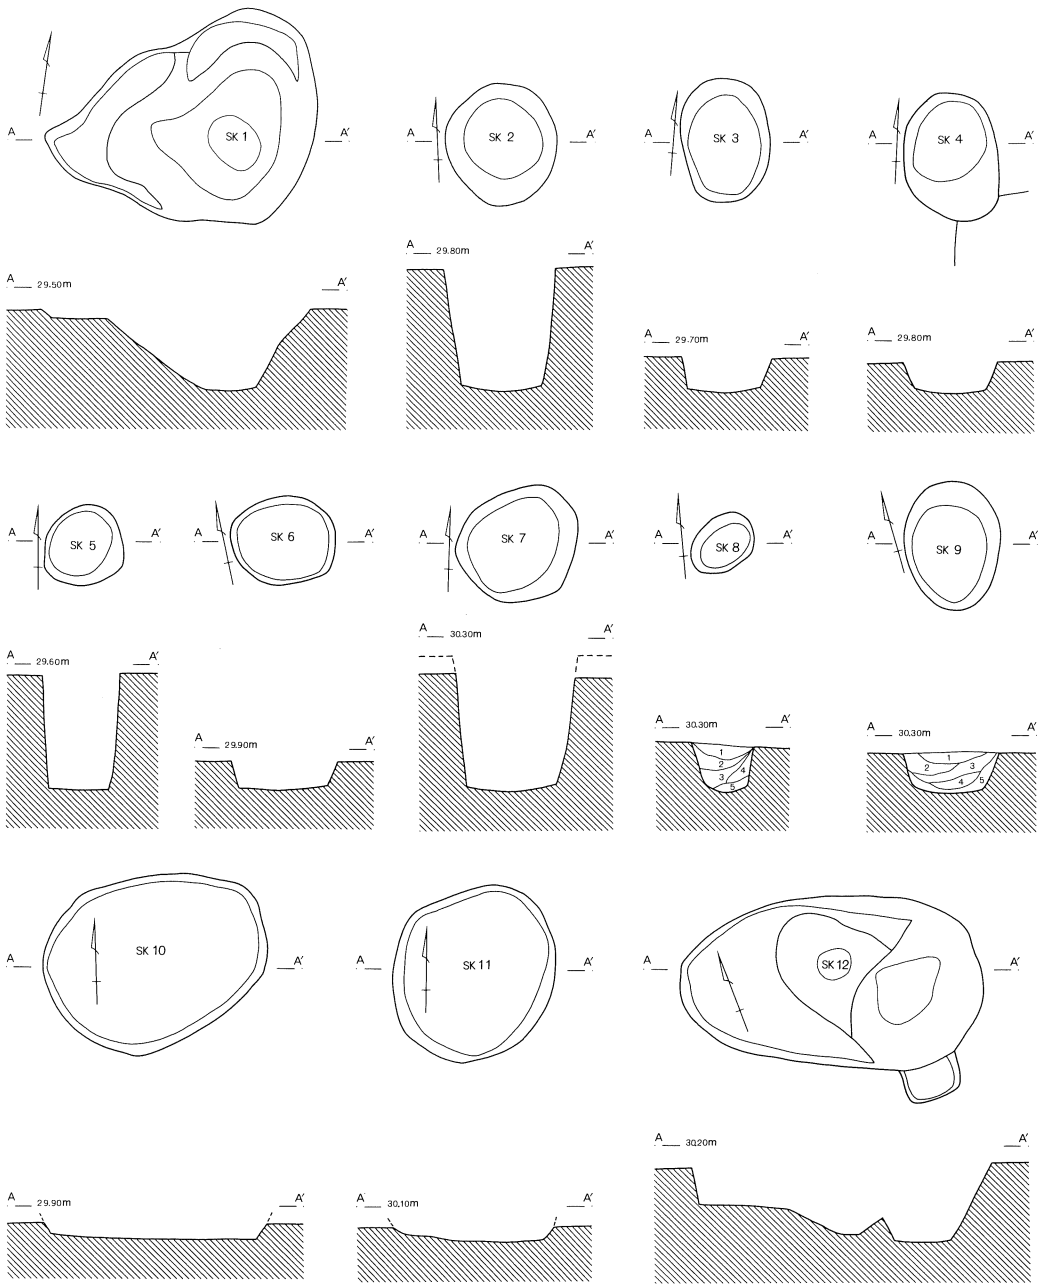 A SK 1 A′
A SK 2 A′
A SK 3 A′
A SK 4 A′
A 29.50m A′
A 29.80m A′
A 29.70m A′
A 29.80m A′
A SK 5 A′
A SK 6 A′
A SK 7 A′
A SK 8 A′
A SK 9 A′
A 29.60m A′
A 29.90m A′
A 30.30m A′
A 30.30m A′
1
2
3 4
5
A 30.30m A′
1
2 3
4 5
A SK 10 A′
A SK 11 A′
A SK 12 A′
A 29.90m A′
A 30.10m A′
A 30.20m A′